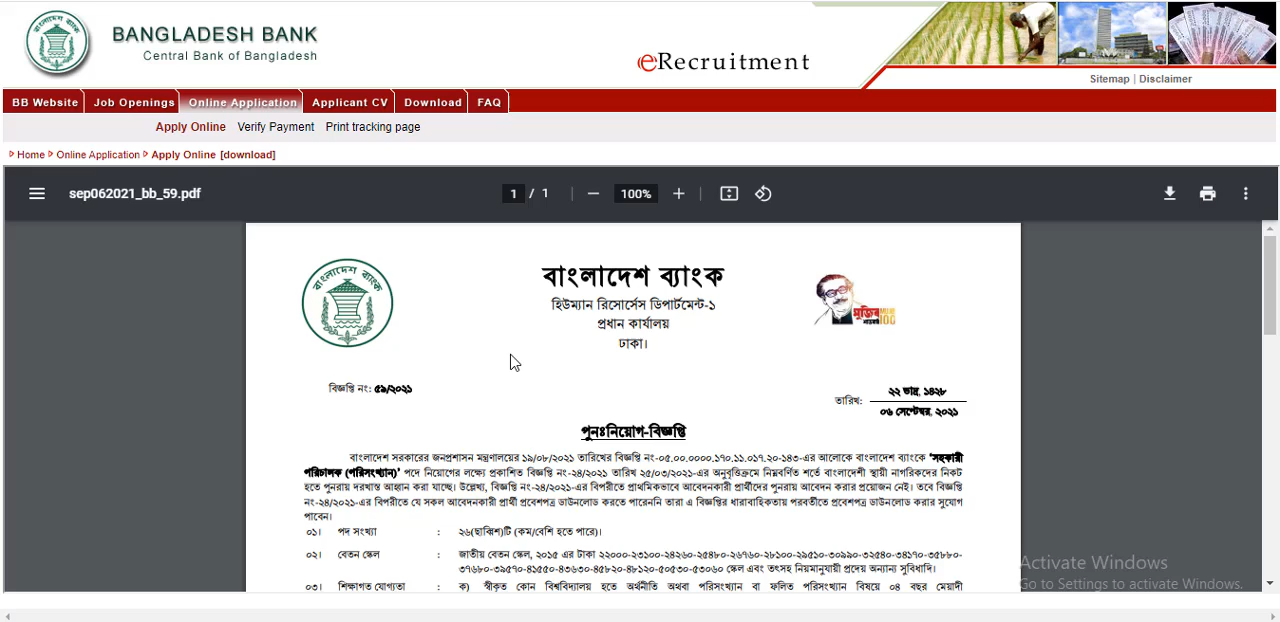 BANGLADESH BANK
Central Bank of Bangladesh
eRecruitment
Sitemap | Disclaimer
BB Website Job Openings Online Application Applicant CV Download FAQ
Apply Online Verify Payment Print tracking page
Home Online Application Apply Online [download]
sep062021_bb_59.pdf 1 / 1 100%
বাংলাদেশ ব্যাংক
বাংলাদেশ ব্যাংক
হিউম্যান রিসোর্সেস ডিপার্টমেন্ট-১
প্রধান কার্যালয়
মুজিব 100
ঢাকা।
বিজ্ঞপ্তি নং: ৫৯/২০২১
২২ ভাদ্র, ১৪২৮
তারিখ:
০৬ সেপ্টেম্বর, ২০২১
পুনঃনিয়োগ-বিজ্ঞপ্তি
বাংলাদেশ সরকারের জনপ্রশাসন মন্ত্রণালয়ের ১৯/০৮/২০২১ তারিখের বিজ্ঞপ্তি নং-০৫.০০.০০০০.১৭০.১১.০১৭.২০-১৪৩-এর আলোকে বাংলাদেশ ব্যাংকে 'সহকারী
পরিচালক (পরিসংখ্যান)' পদে নিয়োগের লক্ষ্যে প্রকাশিত বিজ্ঞপ্তি নং-২৪/২০২১ তারিখ ২৫/০৩/২০২১-এর অনুবৃত্তিক্রমে নিম্নবর্ণিত শর্তে বাংলাদেশী স্থায়ী নাগরিকদের নিকট
হতে পুনরায় দরখাস্ত আহ্বান করা যাচ্ছে। উল্লেখ্য, বিজ্ঞপ্তি নং-২৪/২০২১-এর বিপরীতে প্রাথমিকভাবে আবেদনকারী প্রার্থীদের পুনরায় আবেদন করার প্রয়োজন নেই। তবে বিজ্ঞপ্তি
নং-২৪/২০২১-এর বিপরীতে যে সকল আবেদনকারী প্রার্থী প্রবেশপত্র ডাউনলোড করতে পারেননি তারা এ বিজ্ঞপ্তির ধারাবাহিকতায় পরবর্তীতে প্রবেশপত্র ডাউনলোড করার সুযোগ
পাবেন।
০১। পদ সংখ্যা : ২৬(ছাব্বিশ)টি (কম/বেশি হতে পারে)।
০২। বেতন স্কেল : জাতীয় বেতন স্কেল, ২০১৫ এর টাকা ২২০০০-২৩১০০-২৪২৬০-২৫৪৮০-২৬৭৬০-২৮১০০-২৯৫১০-৩০৯৯০-৩২৫৪০-৩৪১৭০-৩৫৮৮০-
৩৭৬৮০-৩৯৫৭০-৪১৫৫০-৪৩৬৩০-৪৫৮২০-৪৮১২০-৫০৫৩০-৫৩০৬০ স্কেল এবং তৎসহ নিয়মানুযায়ী প্রদেয় অন্যান্য সুবিধাদি।
০৩। শিক্ষাগত যোগ্যতা : ক) স্বীকৃত কোন বিশ্ববিদ্যালয় হতে অর্থনীতি অথবা পরিসংখ্যান বা ফলিত পরিসংখ্যান বিষয়ে ০৪ বছর মেয়াদী
Activate Windows
Go to Settings to activate Windows.